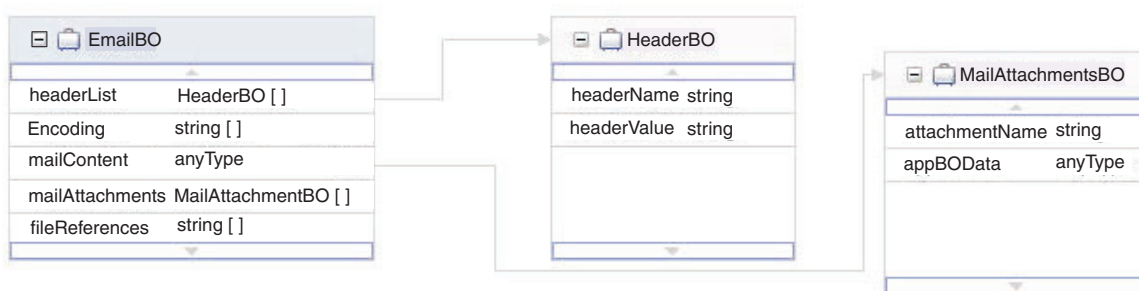 EmailBO
headerList HeaderBO [ ]
Encoding string [ ]
mailContent anyType
mailAttachments MailAttachmentBO [ ]
fileReferences string [ ]
HeaderBO
headerName string
headerValue string
MailAttachmentsBO
attachmentName string
appBOData anyType